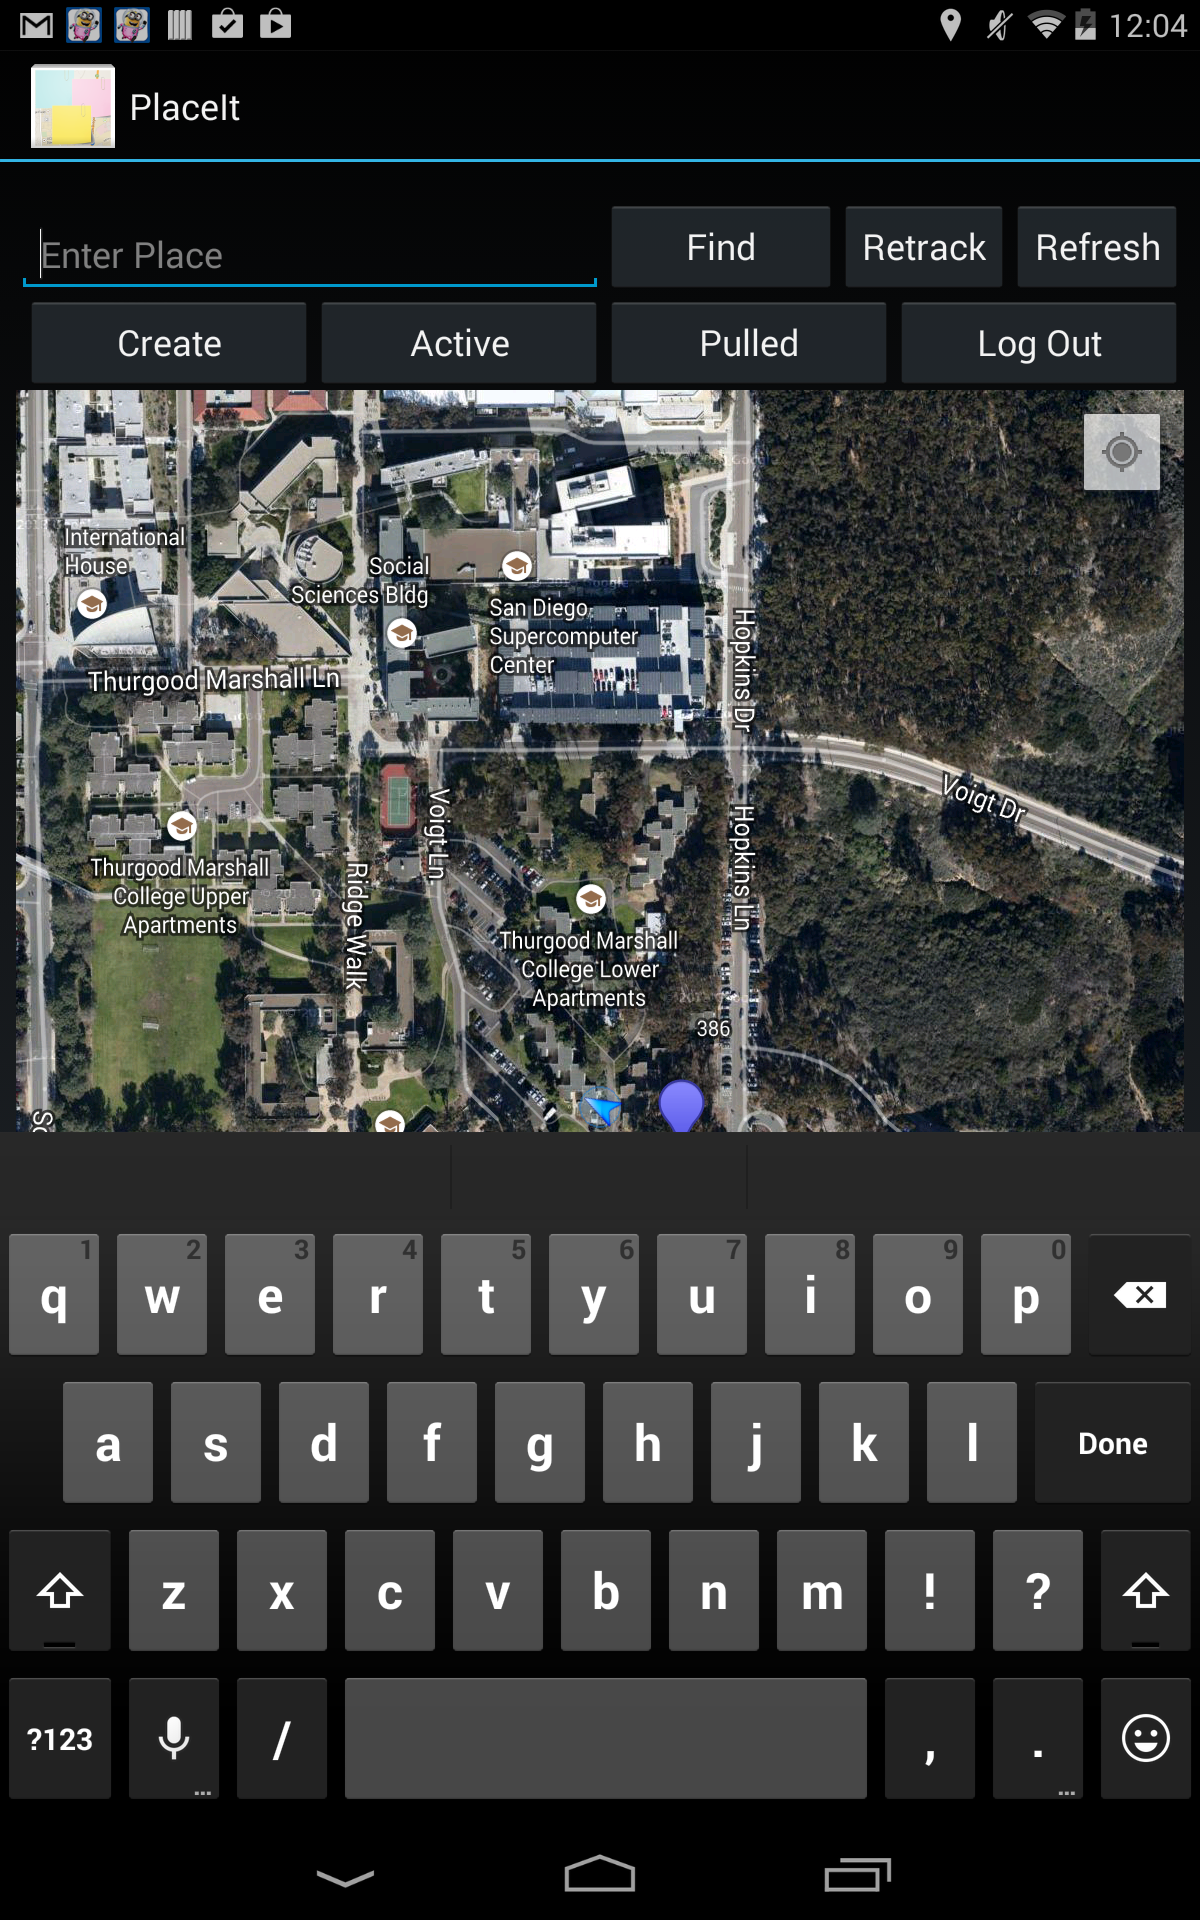 12:04
PlaceIt
Enter Place
Find
Retrack
Refresh
Create
Active
Pulled
Log Out
International
House
Social
Sciences Bldg
San Diego
Supercomputer
Center
Hopkins Dr
Thurgood Marshall Ln
Voigt Dr
Voigt Ln
Hopkins Ln
Thurgood Marshall
College Upper
Apartments
Ridge Walk
Thurgood Marshall
College Lower
Apartments
386
1 2 3 4 5 6 7 8 9 0
q w e r t y u i o p
a s d f g h j k l Done
z x c v b n m ! ?
?123 / , .